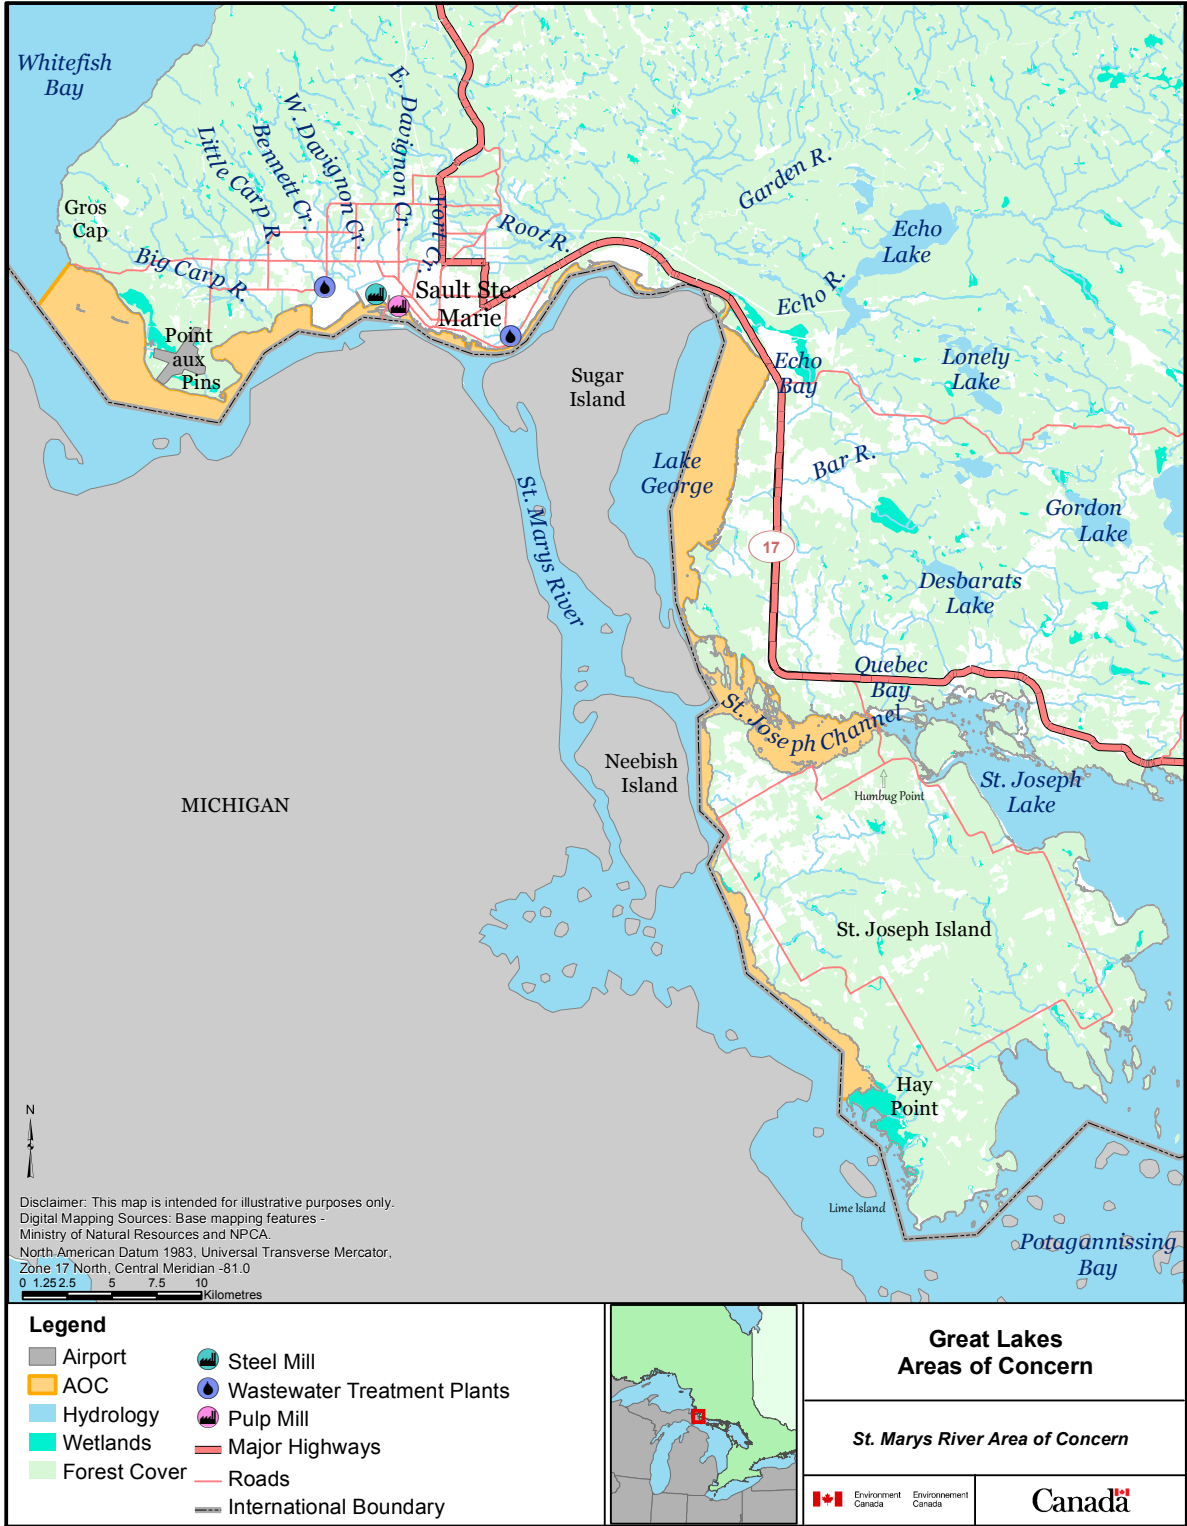 Whitefish
Bay
Little Carp R.
Bennett Cr.
W. Davignon Cr.
E. Davignon Cr.
Fort Cr.
Root R.
Garden R.
Echo
Lake
Gros
Cap
Big Carp R.
Echo R.
Sault Ste.
Marie
Point
aux
Pins
Sugar
Island
Echo
Bay
Lonely
Lake
Lake
George
Bar R.
St. Marys River
Gordon
Lake
17
Desbarats
Lake
Quebec
Bay
St. Joseph Channel
Neebish
Island
St. Joseph
Lake
Humbug Point
MICHIGAN
St. Joseph Island
Hay
Point
Lime Island
Potagannissing
Bay
N
Disclaimer: This map is intended for illustrative purposes only.
Digital Mapping Sources: Base mapping features -
Ministry of Natural Resources and NPCA.
North American Datum 1983, Universal Transverse Mercator,
Zone 17 North, Central Meridian -81.0
0 1.25 2.5 5 7.5 10
Kilometres
Legend
Airport
AOC
Hydrology
Wetlands
Forest Cover
Steel Mill
Wastewater Treatment Plants
Pulp Mill
Major Highways
Roads
International Boundary
Great Lakes
Areas of Concern
St. Marys River Area of Concern
Environment
Canada
Environnement
Canada
Canada